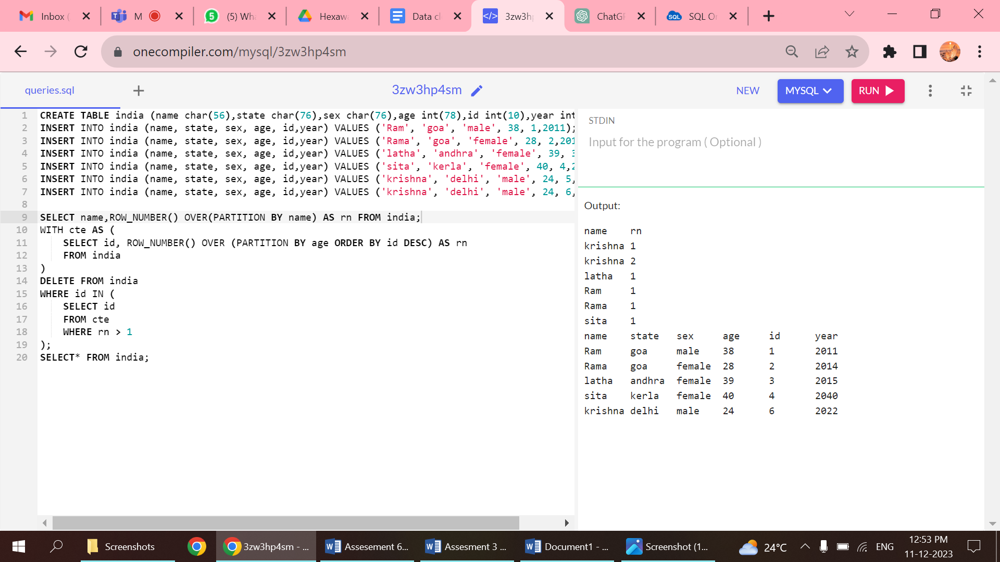 Inbox (
M
(5) Wh
Hexaw
Data cl
3zw3h
ChatG
SQL O
onecompiler.com/mysql/3zw3hp4sm
queries.sql
3zw3hp4sm
NEW
MYSQL
RUN
1 CREATE TABLE india (name char(56),state char(76),sex char(76),age int(78),id int(10),year int
2 INSERT INTO india (name, state, sex, age, id,year) VALUES ('Ram', 'goa', 'male', 38, 1,2011);
3 INSERT INTO india (name, state, sex, age, id,year) VALUES ('Rama', 'goa', 'female', 28, 2,201
4 INSERT INTO india (name, state, sex, age, id,year) VALUES ('latha', 'andhra', 'female', 39, 3
5 INSERT INTO india (name, state, sex, age, id,year) VALUES ('sita', 'kerla', 'female', 40, 4,2
6 INSERT INTO india (name, state, sex, age, id,year) VALUES ('krishna', 'delhi', 'male', 24, 5,
7 INSERT INTO india (name, state, sex, age, id,year) VALUES ('krishna', 'delhi', 'male', 24, 6,
8
9 SELECT name,ROW_NUMBER() OVER(PARTITION BY name) AS rn FROM india;
10 WITH cte AS (
11 SELECT id, ROW_NUMBER() OVER (PARTITION BY age ORDER BY id DESC) AS rn
12 FROM india
13 )
14 DELETE FROM india
15 WHERE id IN (
16 SELECT id
17 FROM cte
18 WHERE rn > 1
19 );
20 SELECT* FROM india;
STDIN
Input for the program ( Optional )
Output:
name rn
krishna 1
krishna 2
latha 1
Ram 1
Rama 1
sita 1
name state sex age id year
Ram goa male 38 1 2011
Rama goa female 28 2 2014
latha andhra female 39 3 2015
sita kerla female 40 4 2040
krishna delhi male 24 6 2022
Screenshots
3zw3hp4sm - ...
Assesement 6...
Assesment 3 ...
Document1 - ...
Screenshot (1...
24°C
ENG
12:53 PM
11-12-2023